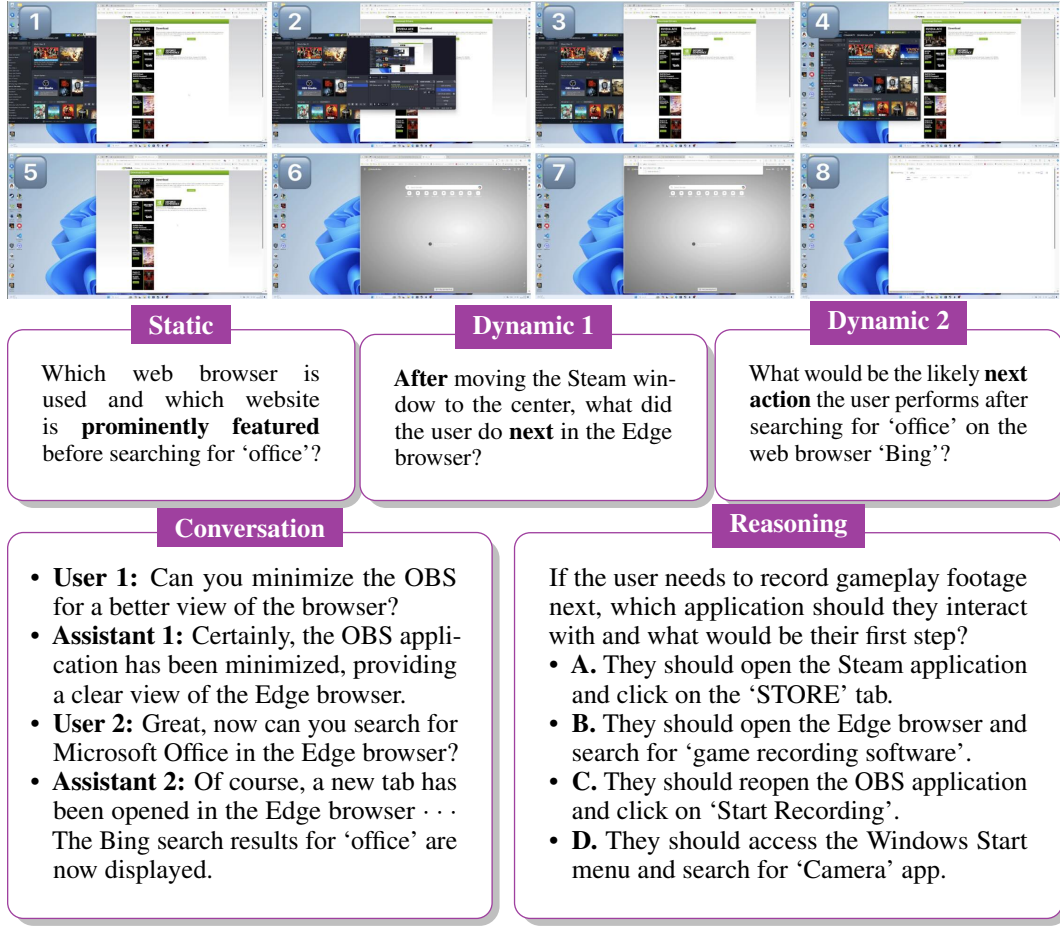 1
2
3
4
5
6
7
8
Static
Which web browser is
used and which website
is prominently featured
before searching for ‘office’?
Dynamic 1
After moving the Steam win-
dow to the center, what did
the user do next in the Edge
browser?
Dynamic 2
What would be the likely next
action the user performs after
searching for ‘office’ on the
web browser ‘Bing’?
Conversation
• User 1: Can you minimize the OBS
for a better view of the browser?
• Assistant 1: Certainly, the OBS appli-
cation has been minimized, providing
a clear view of the Edge browser.
• User 2: Great, now can you search for
Microsoft Office in the Edge browser?
• Assistant 2: Of course, a new tab has
been opened in the Edge browser · · ·
The Bing search results for ‘office’ are
now displayed.
Reasoning
If the user needs to record gameplay footage
next, which application should they interact
with and what would be their first step?
• A. They should open the Steam application
and click on the ‘STORE’ tab.
• B. They should open the Edge browser and
search for ‘game recording software’.
• C. They should reopen the OBS application
and click on ‘Start Recording’.
• D. They should access the Windows Start
menu and search for ‘Camera’ app.